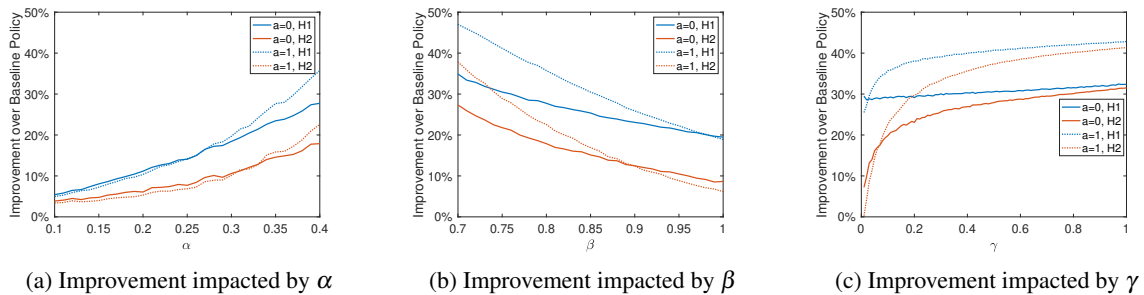 Improvement over Baseline Policy
50%
40%
30%
20%
10%
0%
0.1
0.15
0.2
0.25
0.3
0.35
0.4
α
a=0, H1
a=0, H2
a=1, H1
a=1, H2
(a) Improvement impacted by α
Improvement over Baseline Policy
50%
40%
30%
20%
10%
0%
0.7
0.75
0.8
0.85
0.9
0.95
1
β
a=0, H1
a=0, H2
a=1, H1
a=1, H2
(b) Improvement impacted by β
Improvement over Baseline Policy
50%
40%
30%
20%
10%
0%
0
0.2
0.4
0.6
0.8
1
γ
a=0, H1
a=0, H2
a=1, H1
a=1, H2
(c) Improvement impacted by γ